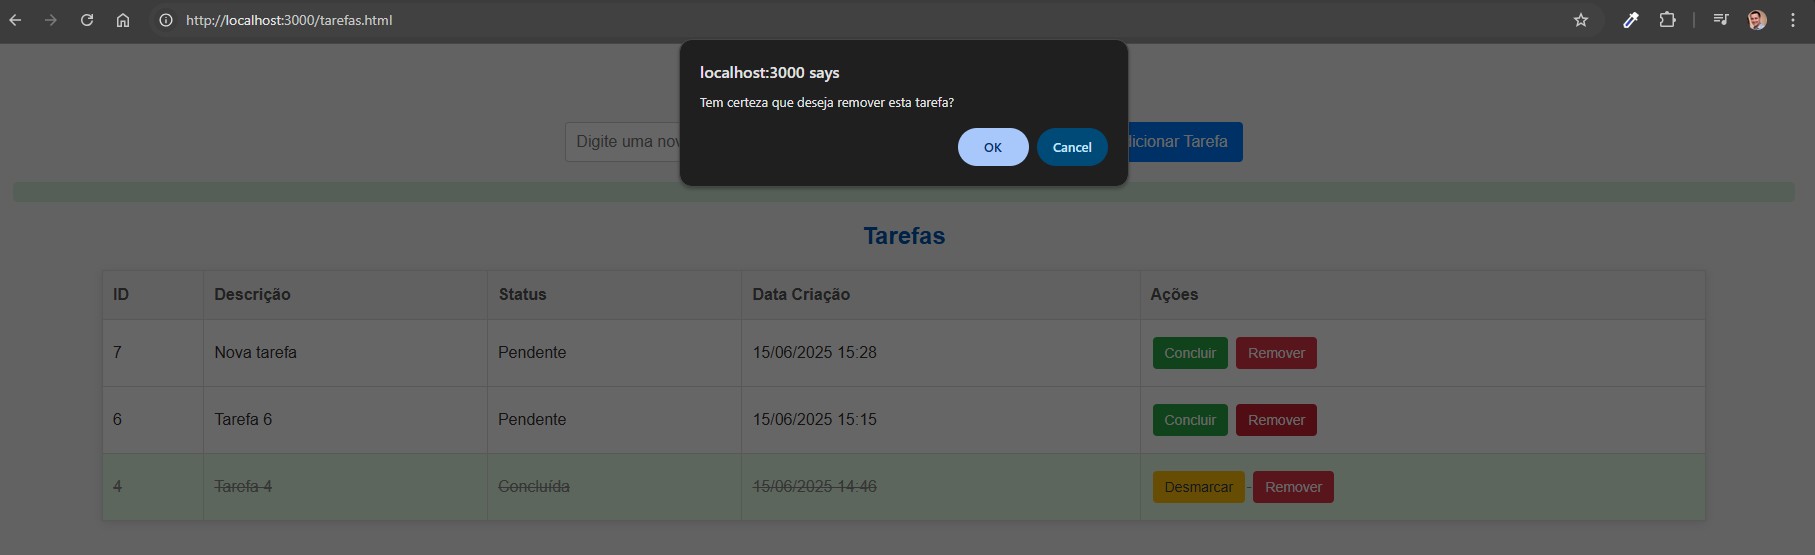 http://localhost:3000/tarefas.html
localhost:3000 says
Tem certeza que deseja remover esta tarefa?
OK Cancel
Digite uma nov icionar Tarefa
Tarefas
ID Descrição Status Data Criação Ações
7 Nova tarefa Pendente 15/06/2025 15:28 Concluir Remover
6 Tarefa 6 Pendente 15/06/2025 15:15 Concluir Remover
4 Tarefa 4 Concluída 15/06/2025 14:46 Desmarcar Remover